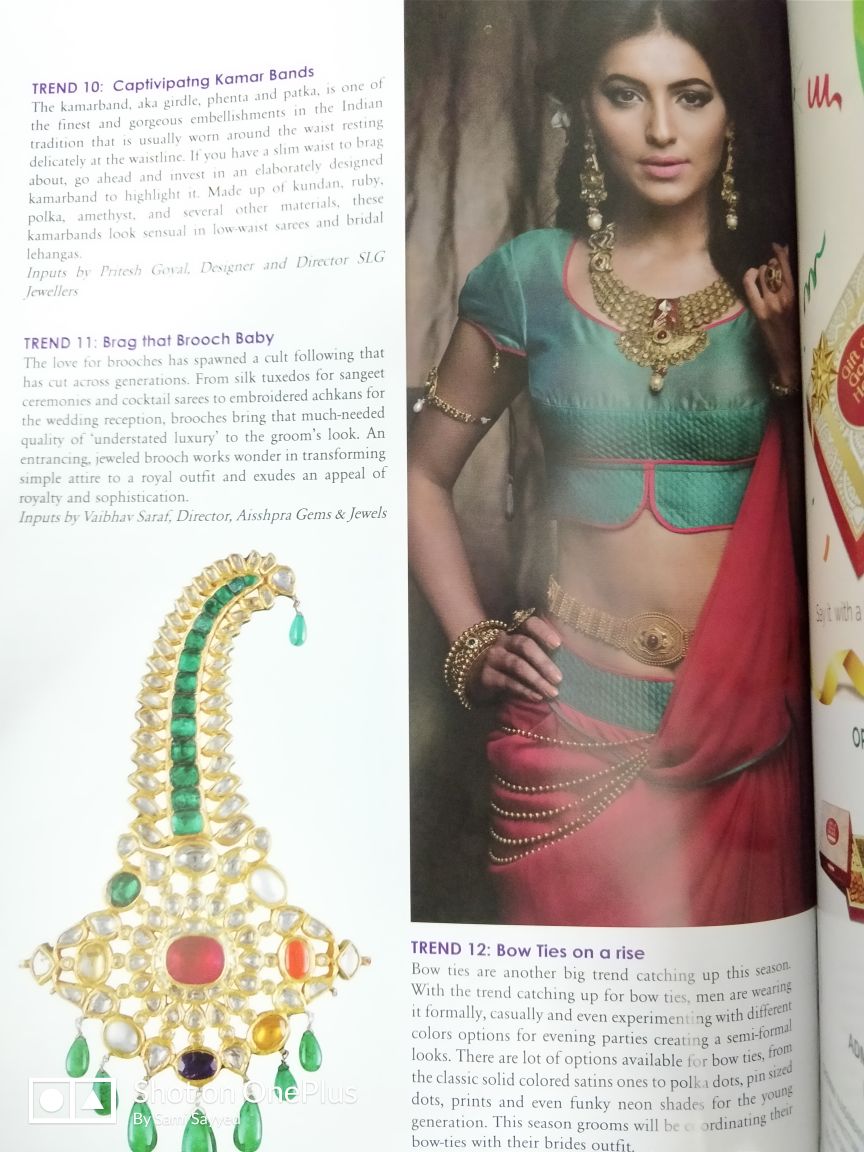 TREND 10: Captivipatng Kamar Bands
The kamarband, aka girdle, phenta and patka, is one of
the finest and gorgeous embellishments in the Indian
tradition that is usually worn around the waist resting
delicately at the waistline. If you have a slim waist to brag
about, go ahead and invest in an elaborately designed
kamarband to highlight it. Made up of kundan, ruby,
polka, amethyst, and several other materials, these
kamarbands look sensual in low-waist sarees and bridal
lehangas.
Inputs by Pritesh Goyal, Designer and Director SLG
Jewellers
TREND 11: Brag that Brooch Baby
The love for brooches has spawned a cult following that
has cut across generations. From silk tuxedos for sangeet
ceremonies and cocktail sarees to embroidered achkans for
the wedding reception, brooches bring that much-needed
quality of 'understated luxury' to the groom's look. An
entrancing, jeweled brooch works wonder in transforming
simple attire to a royal outfit and exudes an appeal of
royalty and sophistication.
Inputs by Vaibhav Saraf, Director, Aisshpra Gems & Jewels
TREND 12: Bow Ties on a rise
Bow ties are another big trend catching up this season.
With the trend catching up for bow ties, men are wearing
it formally, casually and even experimenting with different
colors options for evening parties creating a semi-formal
looks. There are lot of options available for bow ties, from
the classic solid colored satins ones to polka dots, pin sized
dots, prints and even funky neon shades for the young
generation. This season grooms will be coordinating their
bow-ties with their brides outfit.
Say it with a
Shot on OnePlus
By Sam Sayyed